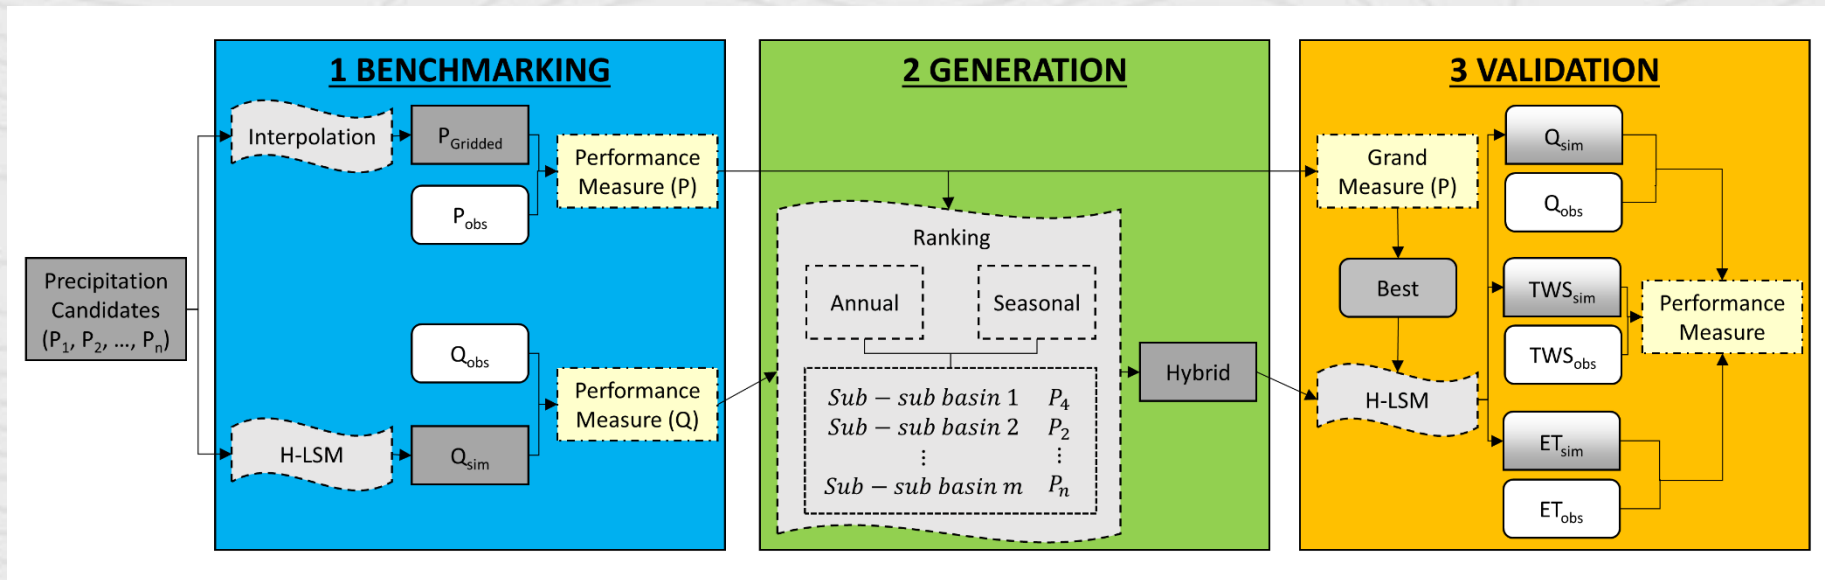 Precipitation
Candidates
(P1, P2, …, Pn)
1 BENCHMARKING
Interpolation
PGridded
Pobs
Performance
Measure (P)
Qobs
H-LSM
Qsim
Performance
Measure (Q)
2 GENERATION
Ranking
Annual
Seasonal
Sub − sub basin 1 P4
Sub − sub basin 2 P2
⋮ ⋮
Sub − sub basin m Pn
Hybrid
3 VALIDATION
Grand
Measure (P)
Best
H-LSM
Qsim
Qobs
TWSsim
TWSobs
ETsim
ETobs
Performance
Measure